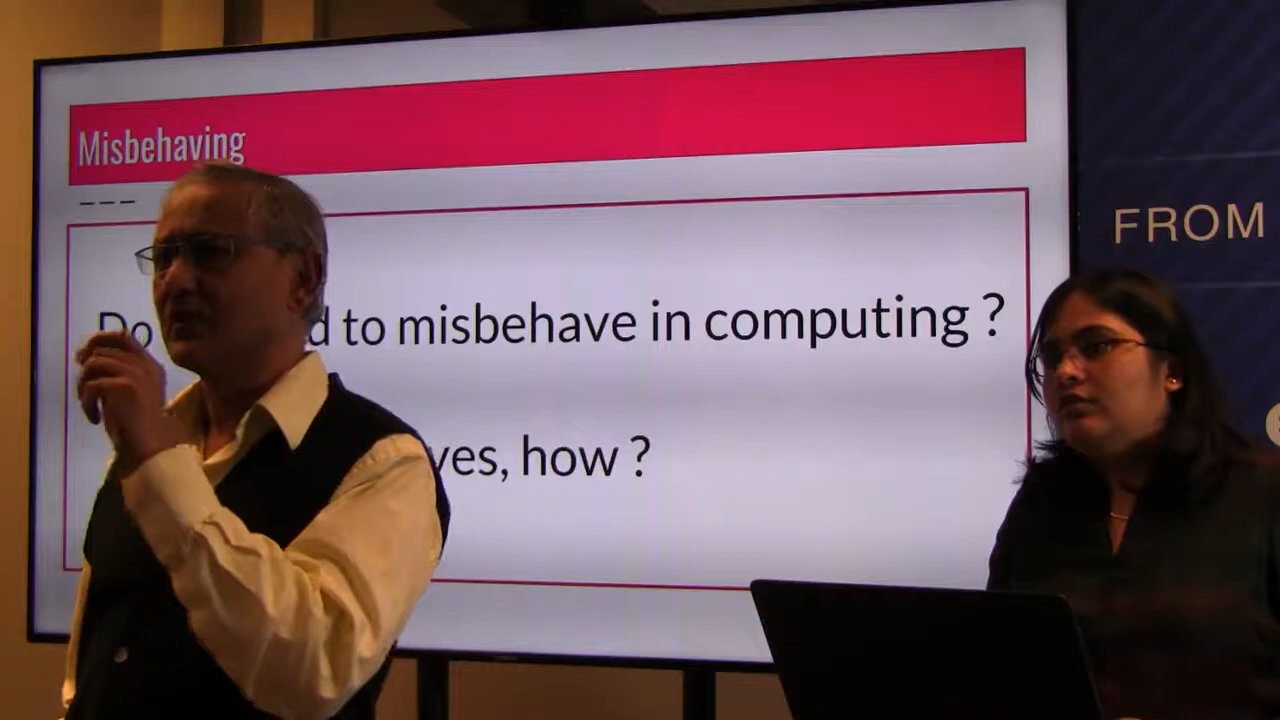 Misbehaving
Do to misbehave in computing ?
yes, how ?
FROM